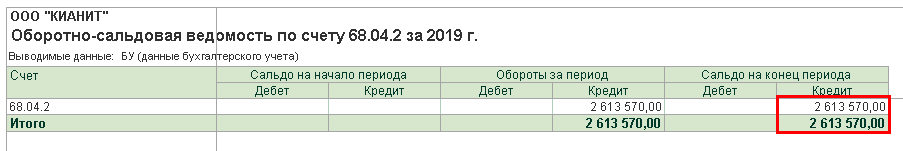 ООО "КИАНИТ"
Оборотно-сальдовая ведомость по счету 68.04.2 за 2019 г.
Выводимые данные: БУ (данные бухгалтерского учета)
Счет Сальдо на начало периода Обороты за период Сальдо на конец периода
Дебет Кредит Дебет Кредит Дебет Кредит
68.04.2 2 613 570,00 2 613 570,00
Итого 2 613 570,00 2 613 570,00